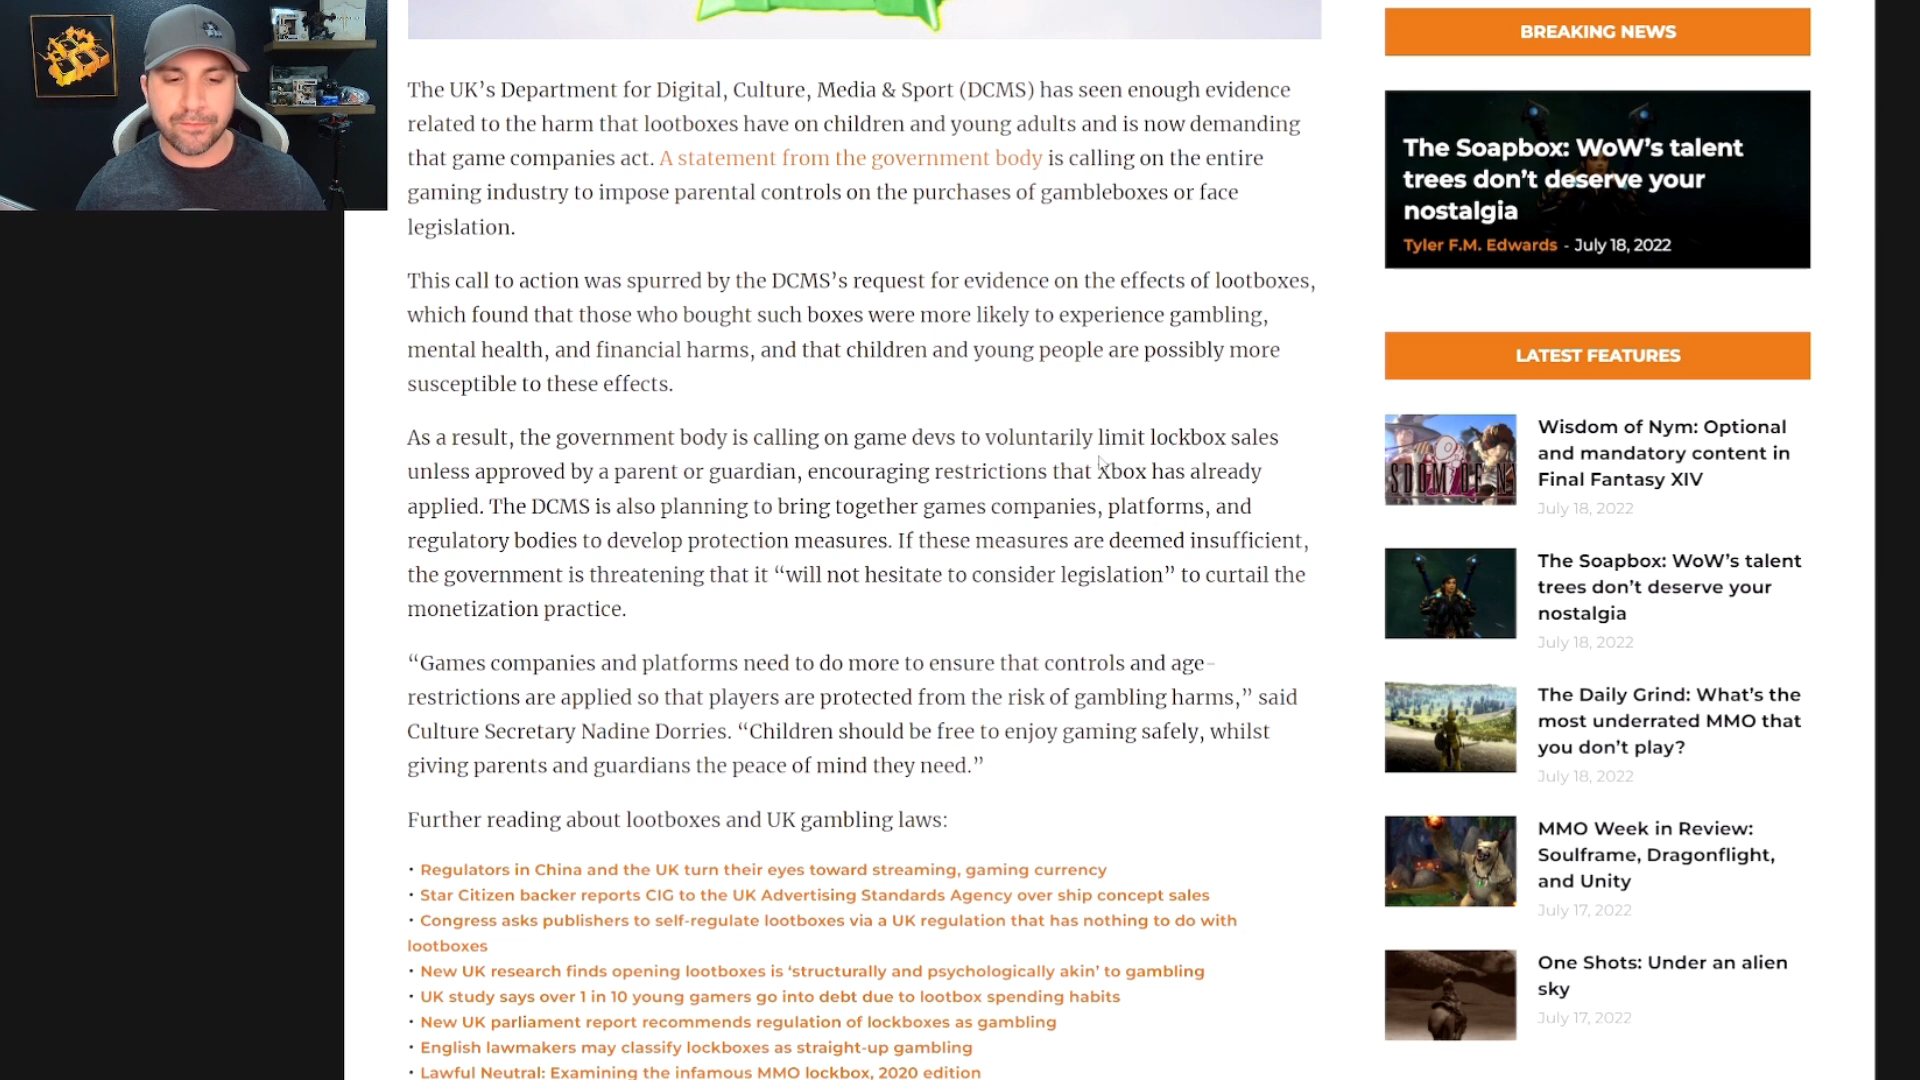 The UK’s Department for Digital, Culture, Media & Sport (DCMS) has seen enough evidence
related to the harm that lootboxes have on children and young adults and is now demanding
that game companies act. A statement from the government body is calling on the entire
gaming industry to impose parental controls on the purchases of gambleboxes or face
legislation.
This call to action was spurred by the DCMS’s request for evidence on the effects of lootboxes,
which found that those who bought such boxes were more likely to experience gambling,
mental health, and financial harms, and that children and young people are possibly more
susceptible to these effects.
As a result, the government body is calling on game devs to voluntarily limit lockbox sales
unless approved by a parent or guardian, encouraging restrictions that Xbox has already
applied. The DCMS is also planning to bring together games companies, platforms, and
regulatory bodies to develop protection measures. If these measures are deemed insufficient,
the government is threatening that it “will not hesitate to consider legislation” to curtail the
monetization practice.
“Games companies and platforms need to do more to ensure that controls and age-
restrictions are applied so that players are protected from the risk of gambling harms,” said
Culture Secretary Nadine Dorries. “Children should be free to enjoy gaming safely, whilst
giving parents and guardians the peace of mind they need.”
Further reading about lootboxes and UK gambling laws:
· Regulators in China and the UK turn their eyes toward streaming, gaming currency
· Star Citizen backer reports CIG to the UK Advertising Standards Agency over ship concept sales
· Congress asks publishers to self-regulate lootboxes via a UK regulation that has nothing to do with
lootboxes
· New UK research finds opening lootboxes is ‘structurally and psychologically akin’ to gambling
· UK study says over 1 in 10 young gamers go into debt due to lootbox spending habits
· New UK parliament report recommends regulation of lockboxes as gambling
· English lawmakers may classify lockboxes as straight-up gambling
· Lawful Neutral: Examining the infamous MMO lockbox, 2020 edition
BREAKING NEWS
The Soapbox: WoW’s talent
trees don’t deserve your
nostalgia
Tyler F.M. Edwards - July 18, 2022
LATEST FEATURES
Wisdom of Nym: Optional
and mandatory content in
Final Fantasy XIV
July 18, 2022
The Soapbox: WoW’s talent
trees don’t deserve your
nostalgia
July 18, 2022
The Daily Grind: What’s the
most underrated MMO that
you don’t play?
July 18, 2022
MMO Week in Review:
Soulframe, Dragonflight,
and Unity
July 17, 2022
One Shots: Under an alien
sky
July 17, 2022